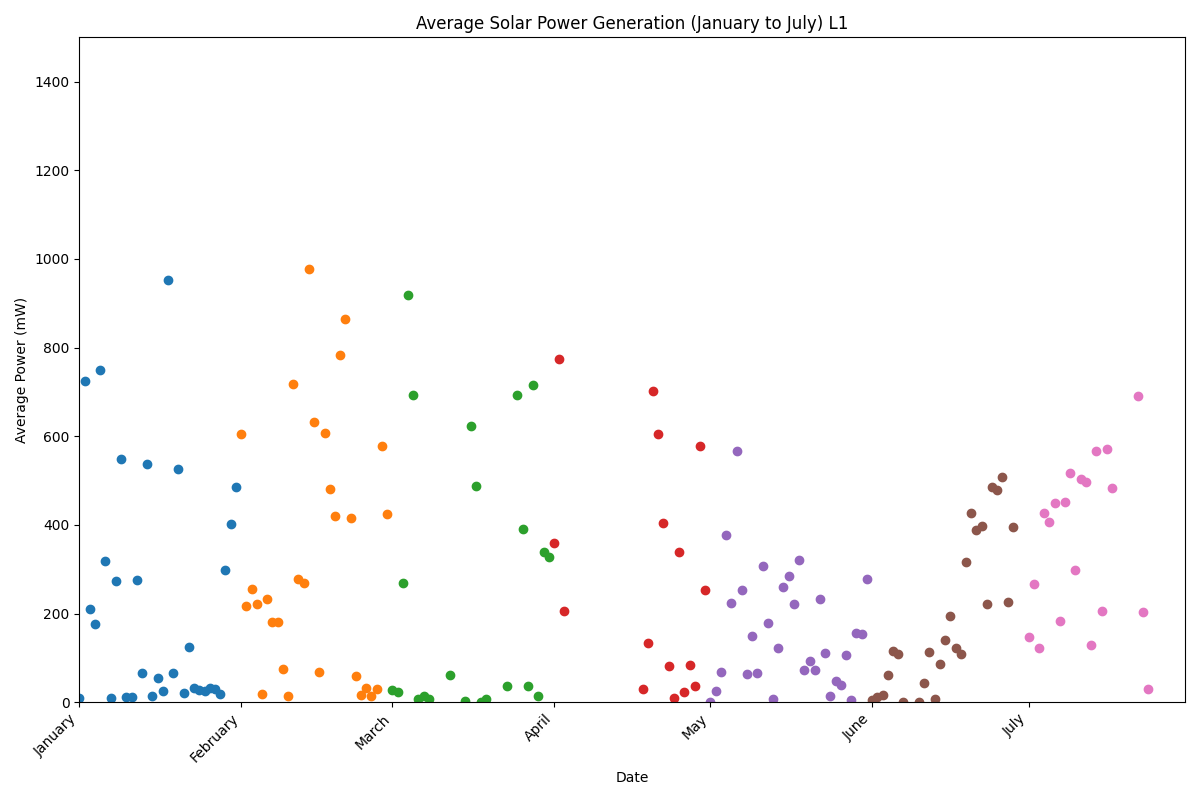 Average Solar Power Generation (January to July) L1
1400
1200
1000
800
600
400
200
0
Average Power (mW)
January
February
March
April
May
June
July
Date